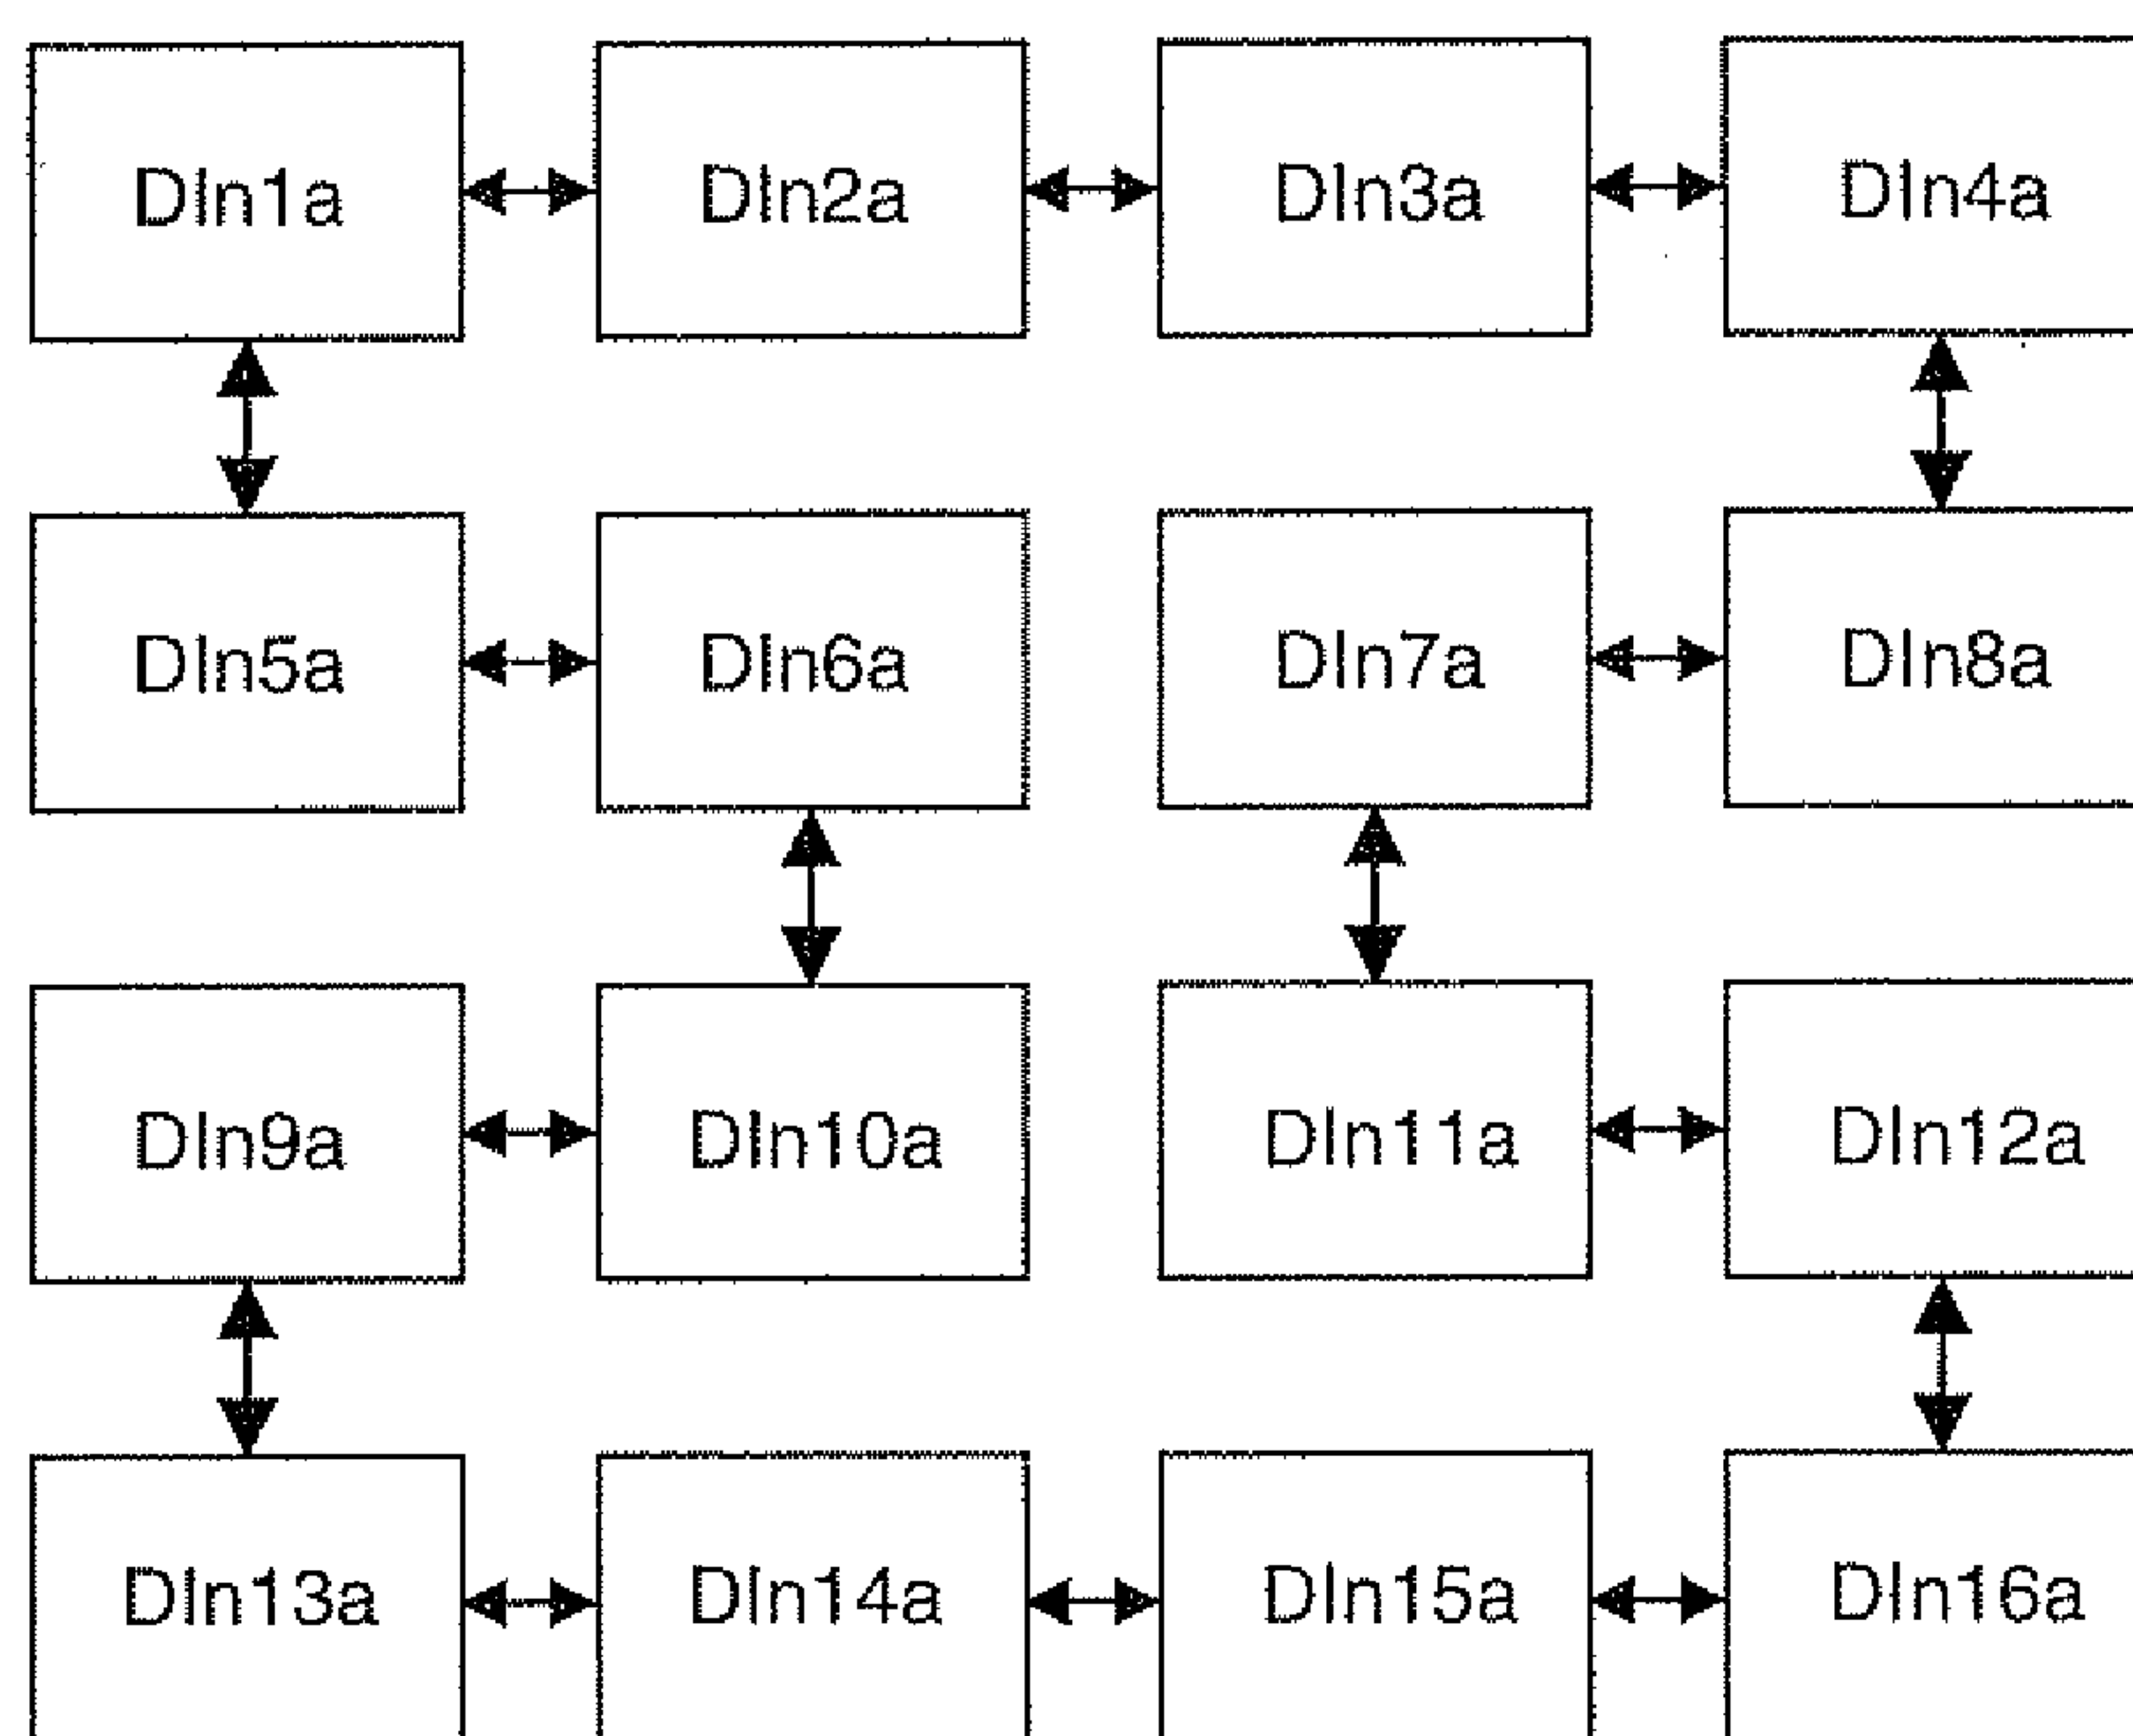 DIn1a DIn2a DIn3a DIn4a
DIn5a DIn6a DIn7a DIn8a
DIn9a DIn10a DIn11a DIn12a
DIn13a DIn14a DIn15a DIn16a